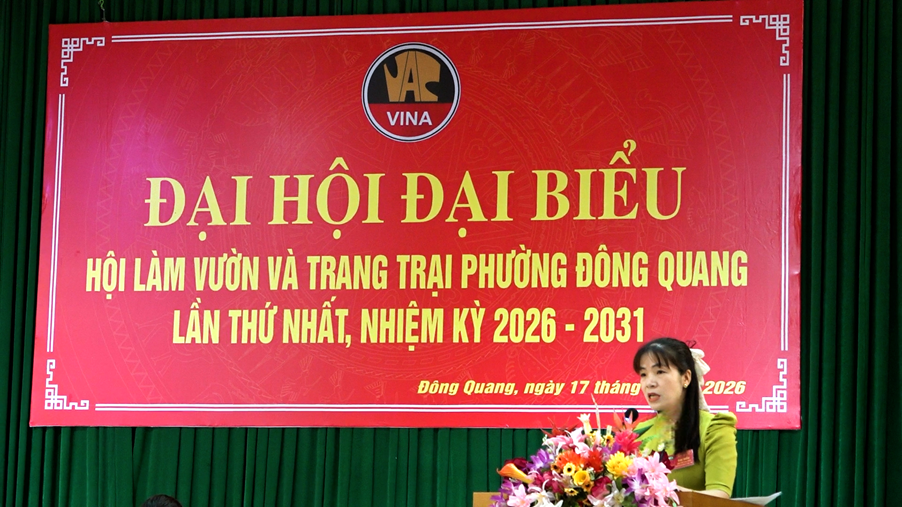 VAC
VINA
ĐẠI HỘI ĐẠI BIỂU
HỘI LÀM VƯỜN VÀ TRANG TRẠI PHƯỜNG ĐÔNG QUANG
LẦN THỨ NHẤT, NHIỆM KỲ 2026 - 2031
Đông Quang, ngày 17 tháng 2026